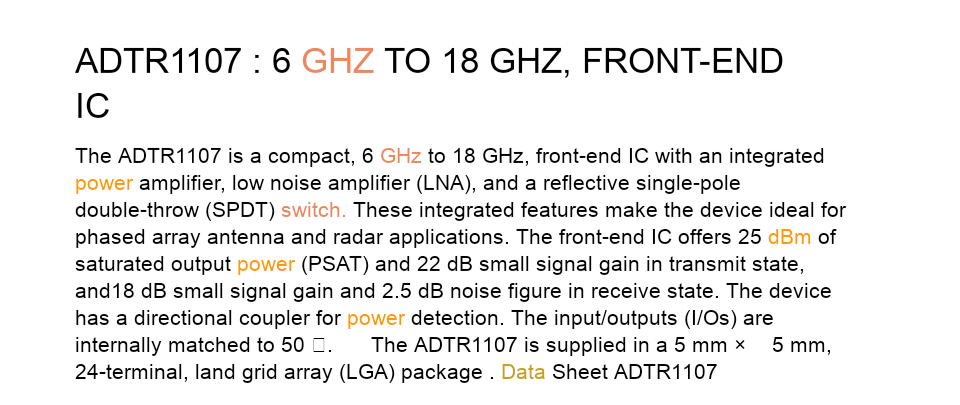 ADTR1107 : 6 GHZ TO 18 GHZ, FRONT-END
IC
The ADTR1107 is a compact, 6 GHz to 18 GHz, front-end IC with an integrated
power amplifier, low noise amplifier (LNA), and a reflective single-pole
double-throw (SPDT) switch. These integrated features make the device ideal for
phased array antenna and radar applications. The front-end IC offers 25 dBm of
saturated output power (PSAT) and 22 dB small signal gain in transmit state,
and18 dB small signal gain and 2.5 dB noise figure in receive state. The device
has a directional coupler for power detection. The input/outputs (I/Os) are
internally matched to 50 □. The ADTR1107 is supplied in a 5 mm × 5 mm,
24-terminal, land grid array (LGA) package . Data Sheet ADTR1107